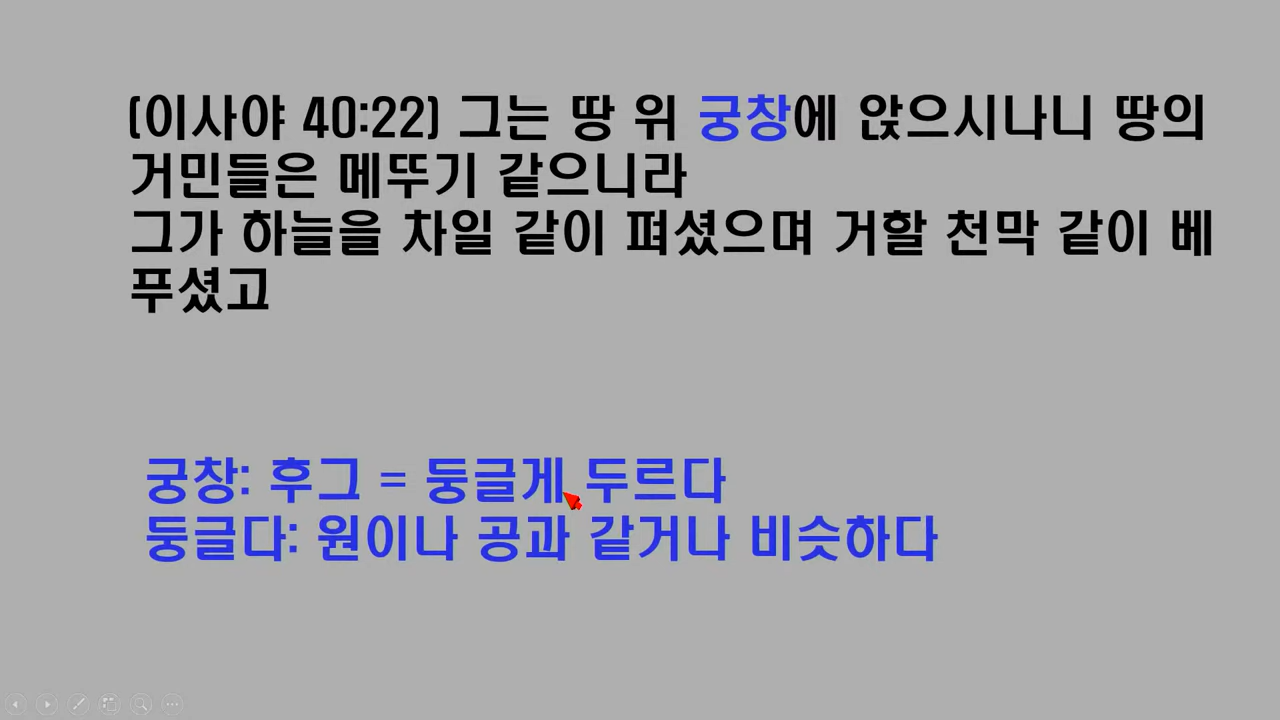 (이사야 40:22) 그는 땅 위 궁창에 앉으시나니 땅의
거민들은 메뚜기 같으니라
그가 하늘을 차일 같이 펴셨으며 거할 천막 같이 베
푸셨고
궁창: 후그 = 둥글게 두르다
둥글다: 원이나 공과 같거나 비슷하다